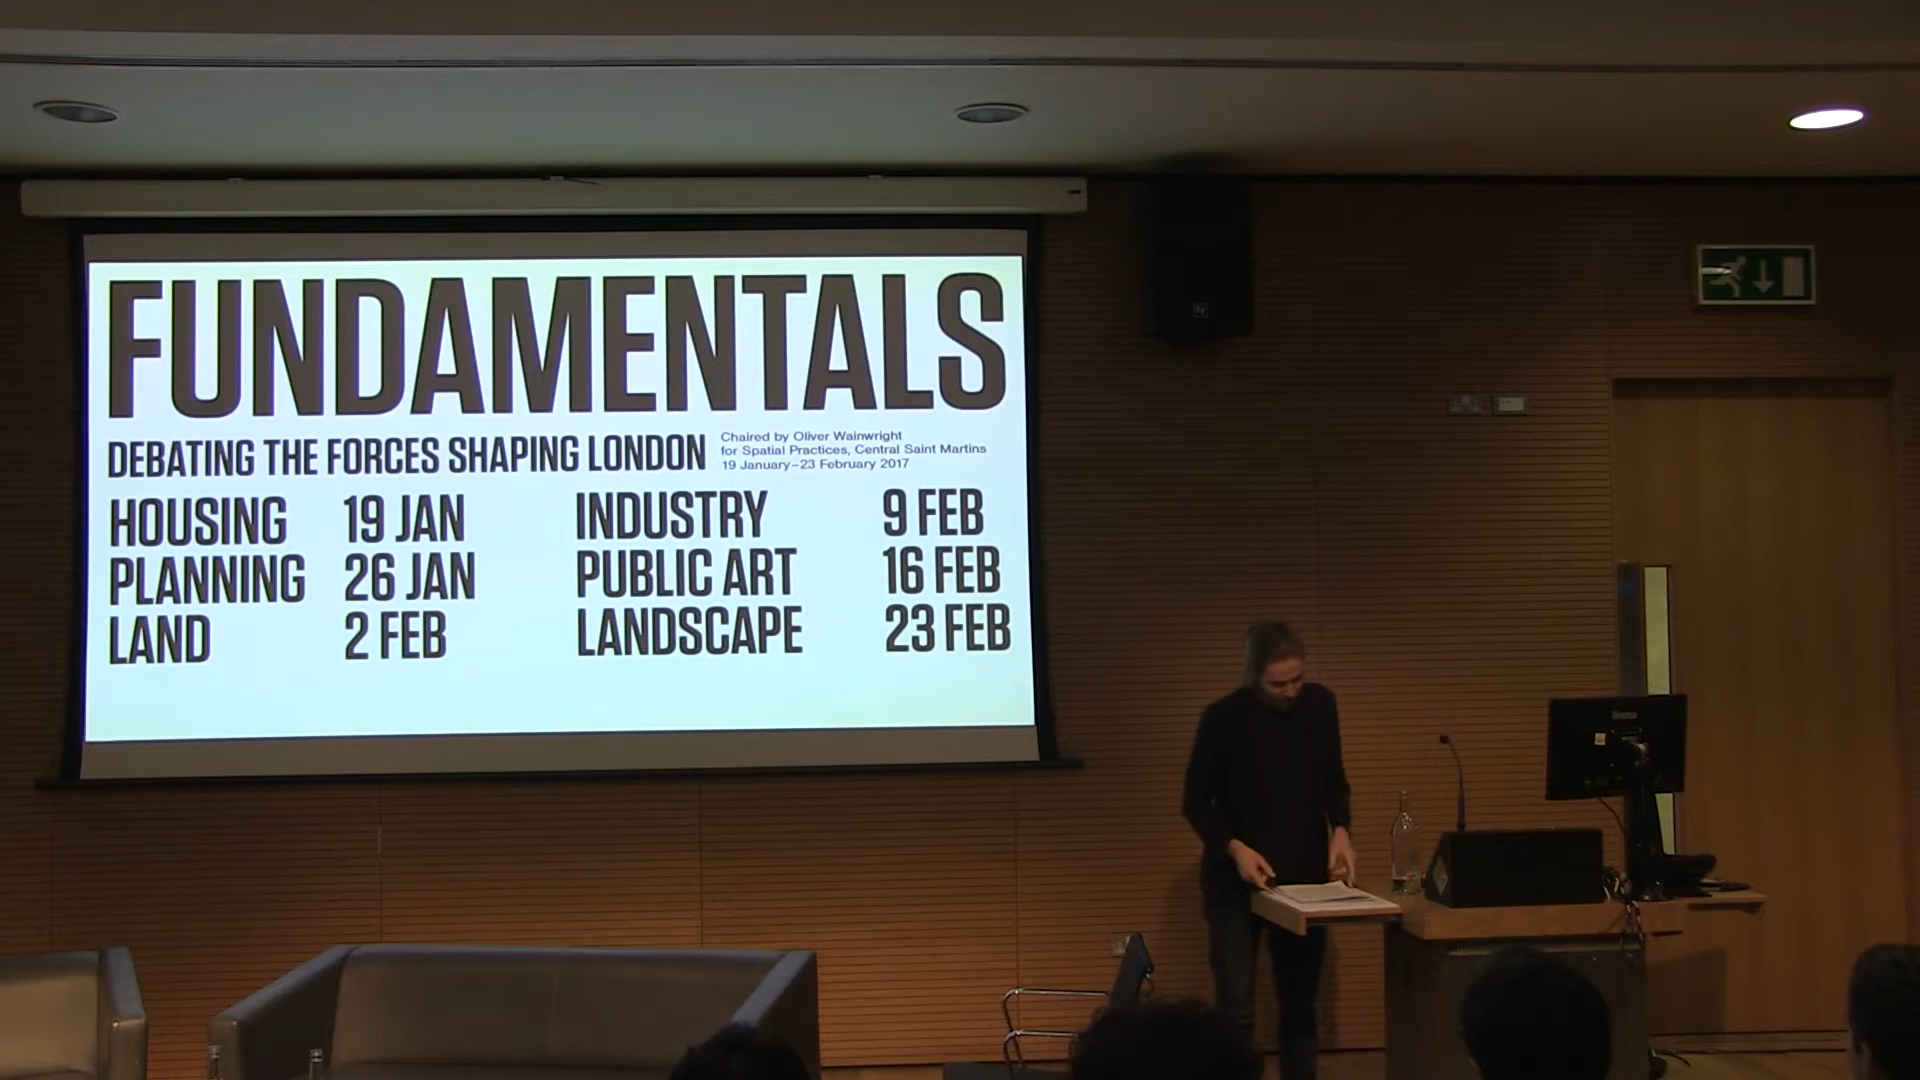 FUNDAMENTALS
DEBATING THE FORCES SHAPING LONDON
Chaired by Oliver Wainwright
for Spatial Practices, Central Saint Martins
19 January–23 February 2017
HOUSING 19 JAN
PLANNING 26 JAN
LAND 2 FEB
INDUSTRY 9 FEB
PUBLIC ART 16 FEB
LANDSCAPE 23 FEB